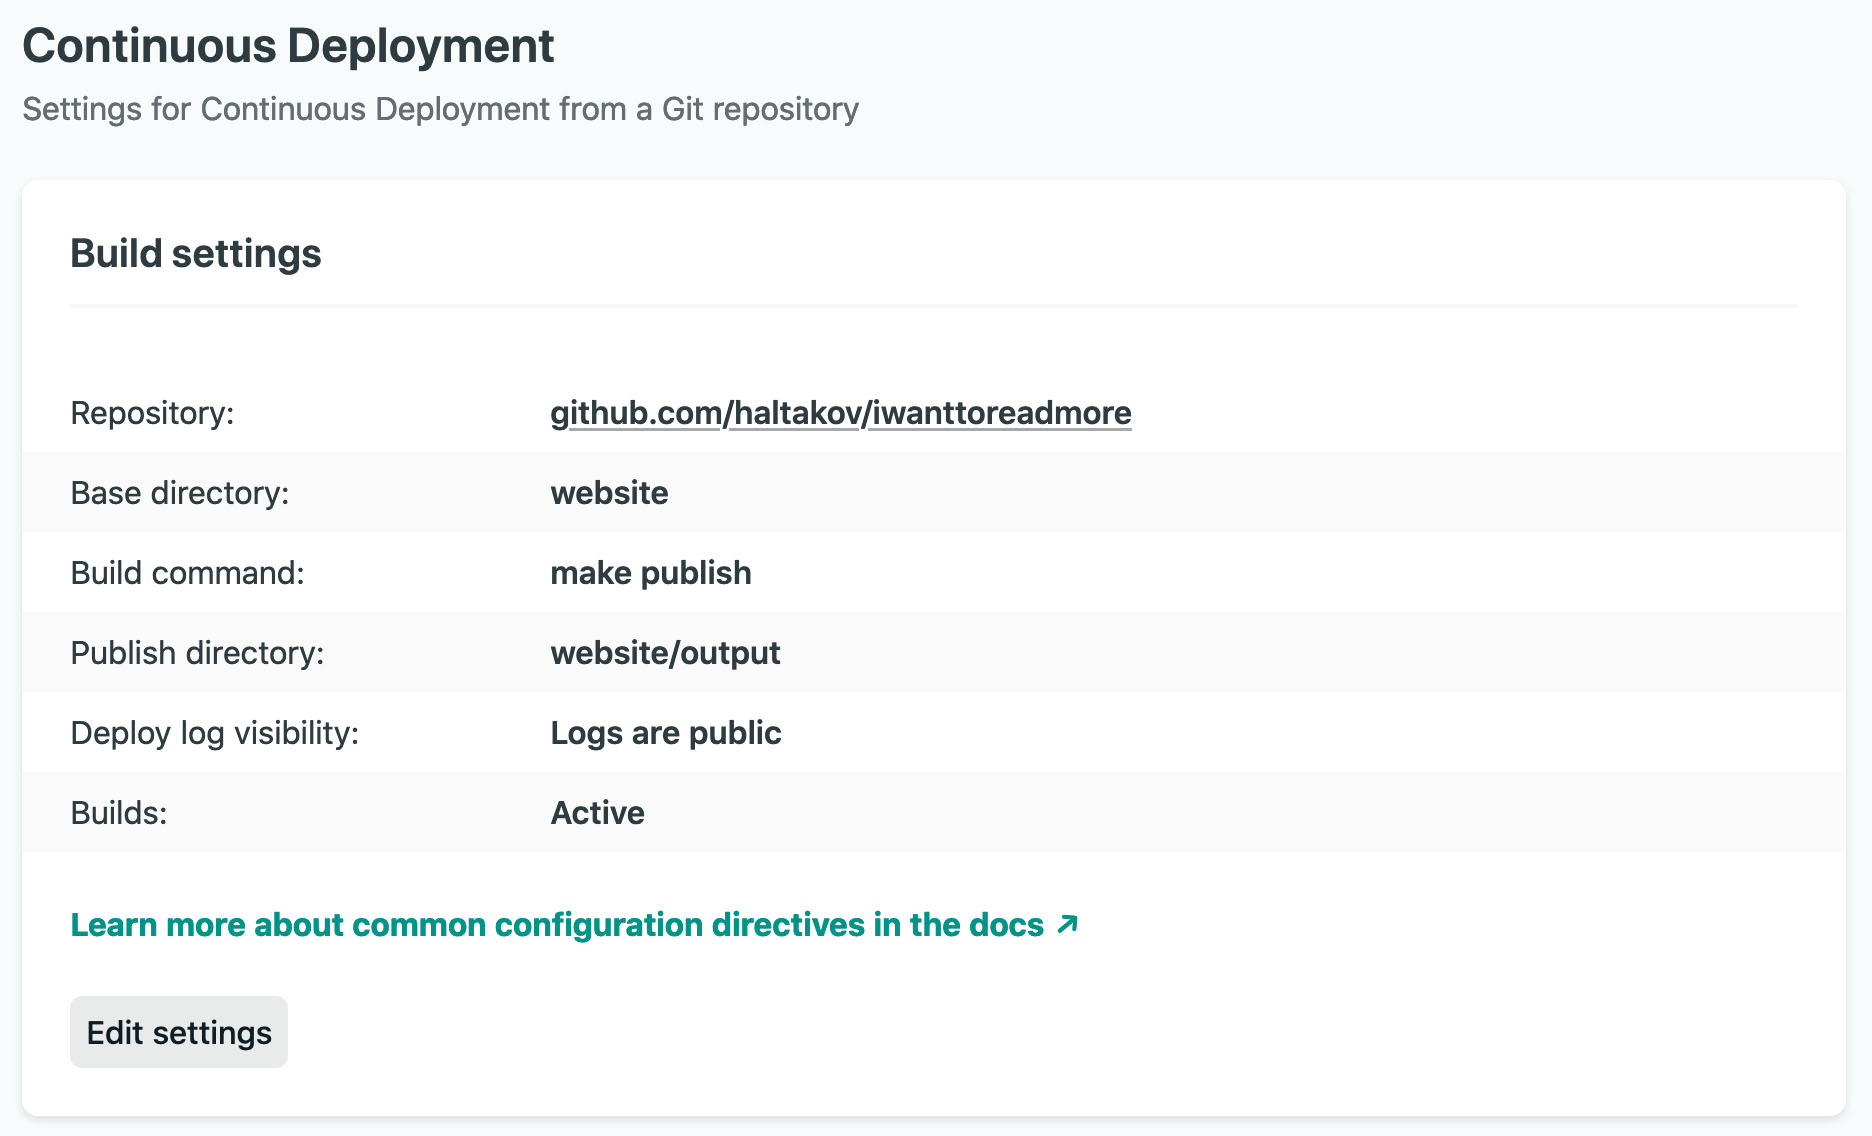 Continuous Deployment
Settings for Continuous Deployment from a Git repository
Build settings
Repository: github.com/haltakov/iwanttoreadmore
Base directory: website
Build command: make publish
Publish directory: website/output
Deploy log visibility: Logs are public
Builds: Active
Learn more about common configuration directives in the docs ↗
Edit settings